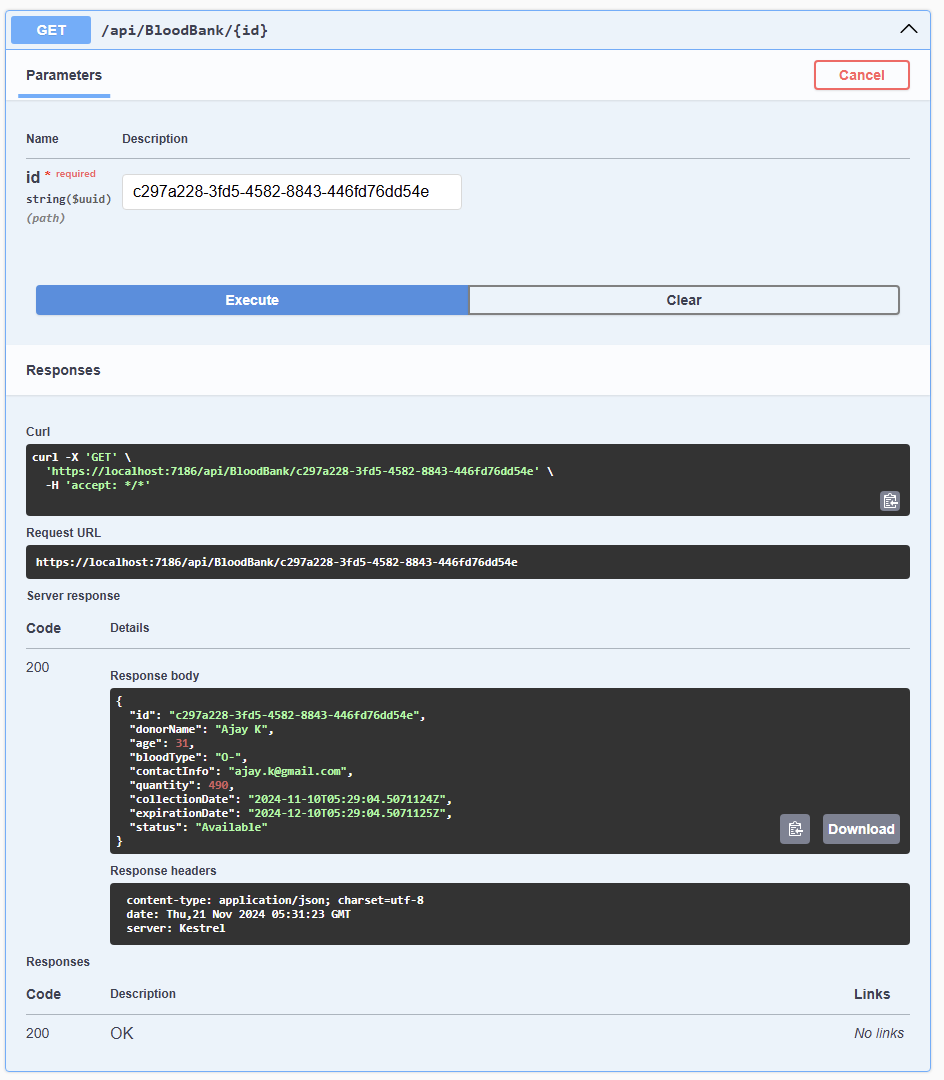 GET /api/BloodBank/{id}
Parameters
Cancel
Name Description
id * required
string($uuid)
(path)
c297a228-3fd5-4582-8843-446fd76dd54e
Execute Clear
Responses
Curl
curl -X 'GET' \
  'https://localhost:7186/api/BloodBank/c297a228-3fd5-4582-8843-446fd76dd54e' \
  -H 'accept: */*'
Request URL
https://localhost:7186/api/BloodBank/c297a228-3fd5-4582-8843-446fd76dd54e
Server response
Code Details
200
Response body
{
  "id": "c297a228-3fd5-4582-8843-446fd76dd54e",
  "donorName": "Ajay K",
  "age": 31,
  "bloodType": "O-",
  "contactInfo": "ajay.k@gmail.com",
  "quantity": 490,
  "collectionDate": "2024-11-10T05:29:04.5071124Z",
  "expirationDate": "2024-12-10T05:29:04.5071125Z",
  "status": "Available"
}
Download
Response headers
content-type: application/json; charset=utf-8
date: Thu,21 Nov 2024 05:31:23 GMT
server: Kestrel
Responses
Code Description Links
200 OK No links